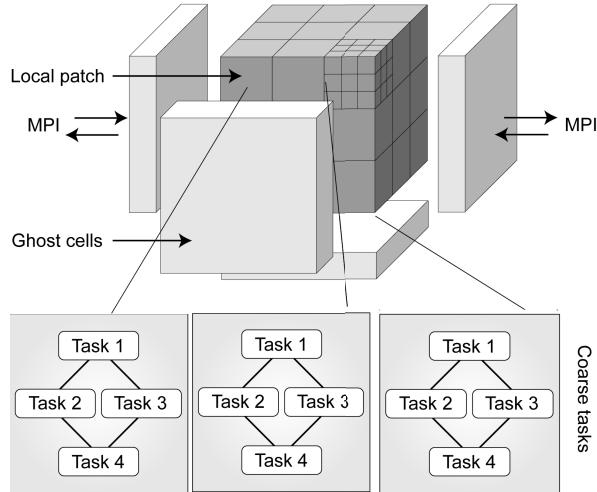 Local patch
MPI
MPI
Ghost cells
Task 1
Task 2
Task 3
Task 4
Task 1
Task 2
Task 3
Task 4
Task 1
Task 2
Task 3
Task 4
Coarse tasks